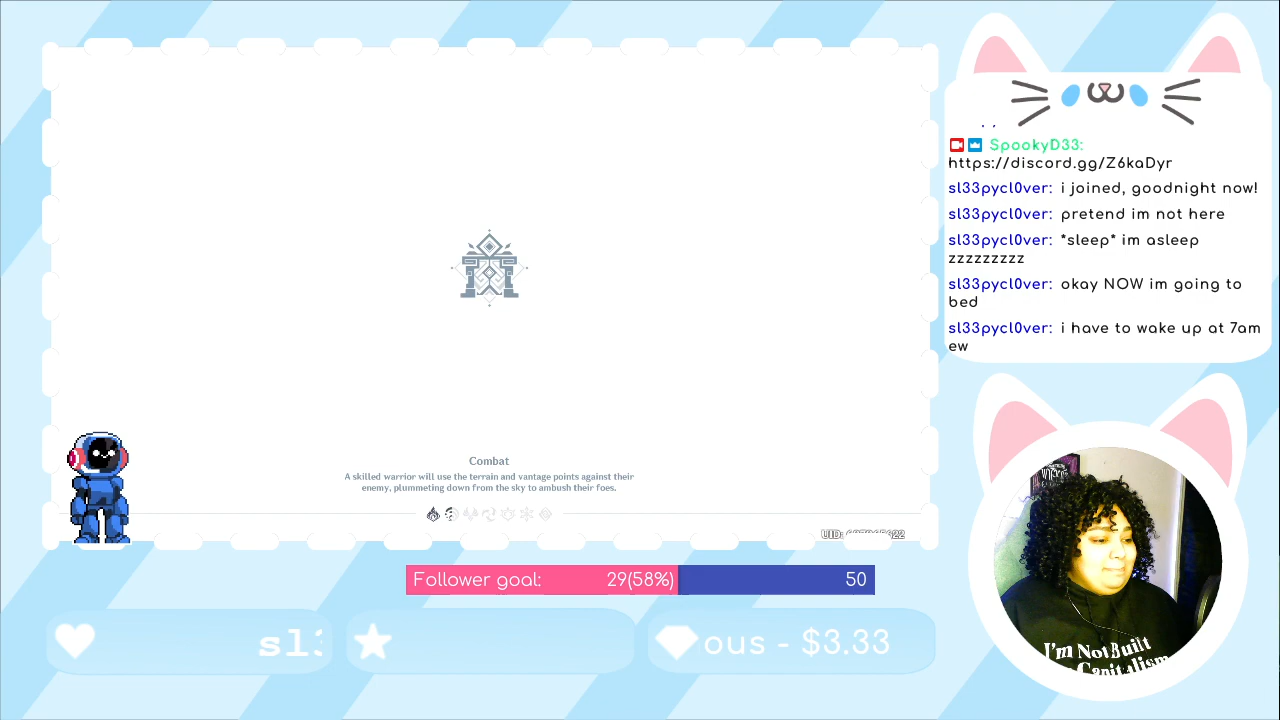 SpookyD33:
https://discord.gg/Z6kaDyr
sl33pycl0ver: i joined, goodnight now!
sl33pycl0ver: pretend im not here
sl33pycl0ver: *sleep* im asleep
zzzzzzzzz
sl33pycl0ver: okay NOW im going to
bed
sl33pycl0ver: i have to wake up at 7am
ew
Combat
A skilled warrior will use the terrain and vantage points against their
enemy, plummeting down from the sky to ambush their foes.
UID:
Follower goal: 29(58%) 50
ous - $3.33
I'm Not Built
Capitalism